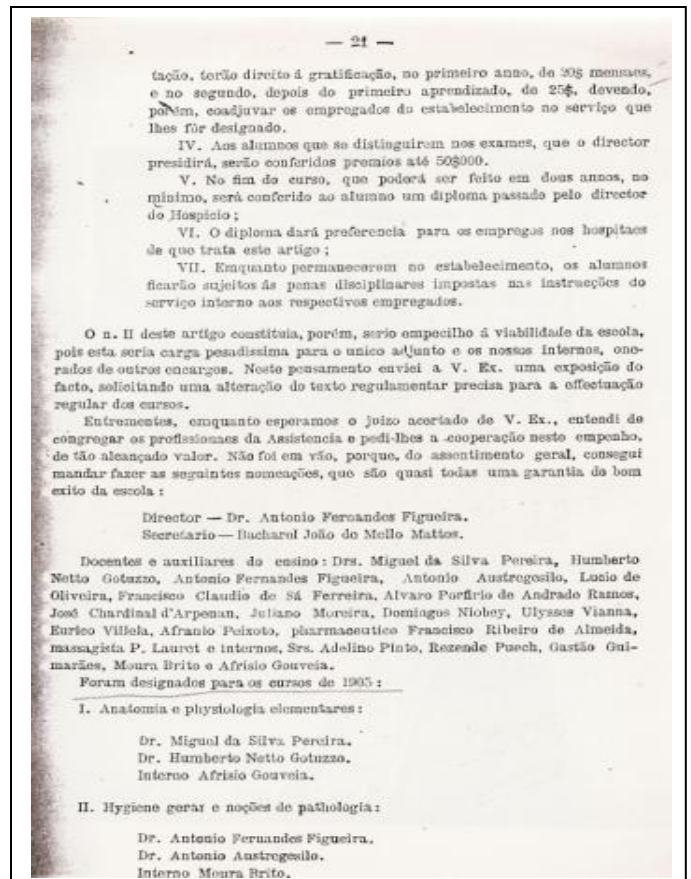 — 21 —
tação, terão direito á gratificação, no primeiro anno, de 20$ mensaes,
e no segundo, depois do primeiro aprendizado, de 25$, devendo,
porém, coadjuvar os empregados do estabelecimento no serviço que
lhes fôr designado.
IV. Aos alumnos que se distinguirem nos exames, que o director
presidirá, serão conferidos premios até 50$000.
V. No fim do curso, que poderá ser feito em dous annos, no
minimo, será conferido ao alumno um diploma passado pelo director
do Hospicio ;
VI. O diploma dará preferencia para os empregos nos hospitaes
de que trata este artigo ;
VII. Emquanto permanecerem no estabelecimento, os alumnos
ficarão sujeitos ás penas disciplinares impostas nas instrucções do
serviço interno aos respectivos empregados.
O n. II deste artigo constituia, porém, serio empecilho á viabilidade da escola,
pois esta seria carga pesadissima para o unico adjunto e os nossos internos, one-
rados de outros encargos. Neste pensamento enviei a V. Ex. uma exposição do
facto, solicitando uma alteração do texto regulamentar precisa para a effectuação
regular dos cursos.
Entrementes, emquanto esperamos o juizo acertado de V. Ex., entendi de
congregar os profissionaes da Assistencia e pedi-lhes a cooperação neste empenho,
de tão alcançado valor. Não foi em vão, porque, do assentimento geral, consegui
mandar fazer as seguintes nomeações, que são quasi todas uma garantia do bom
exito da escola :
Director — Dr. Antonio Fernandes Figueira.
Secretario — Bacharel João de Mello Mattos.
Docentes e auxiliares do ensino : Drs. Miguel da Silva Pereira, Humberto
Netto Gotuzzo, Antonio Fernandes Figueira, Antonio Austregesilo, Lucio de
Oliveira, Francisco Claudio de Sá Ferreira, Alvaro Porfirio de Andrade Ramos,
José Chardinal d'Arpenan, Juliano Moreira, Domingos Niobey, Ulysses Vianna,
Eurico Villela, Afranio Peixoto, pharmaceutico Francisco Ribeiro de Almeida,
massagista P. Lauret e internos, Srs. Adelino Pinto, Rezende Puech, Gastão Gui-
marães, Moura Brito e Afrisio Gouveia.
Foram designados para os cursos de 1905 :
I. Anatomia e physiologia elementares :
Dr. Miguel da Silva Pereira.
Dr. Humberto Netto Gotuzzo.
Interno Afrisio Gouveia.
II. Hygiene geral e noções de pathologia :
Dr. Antonio Fernandes Figueira.
Dr. Antonio Austregesilo.
Interno Moura Brito.